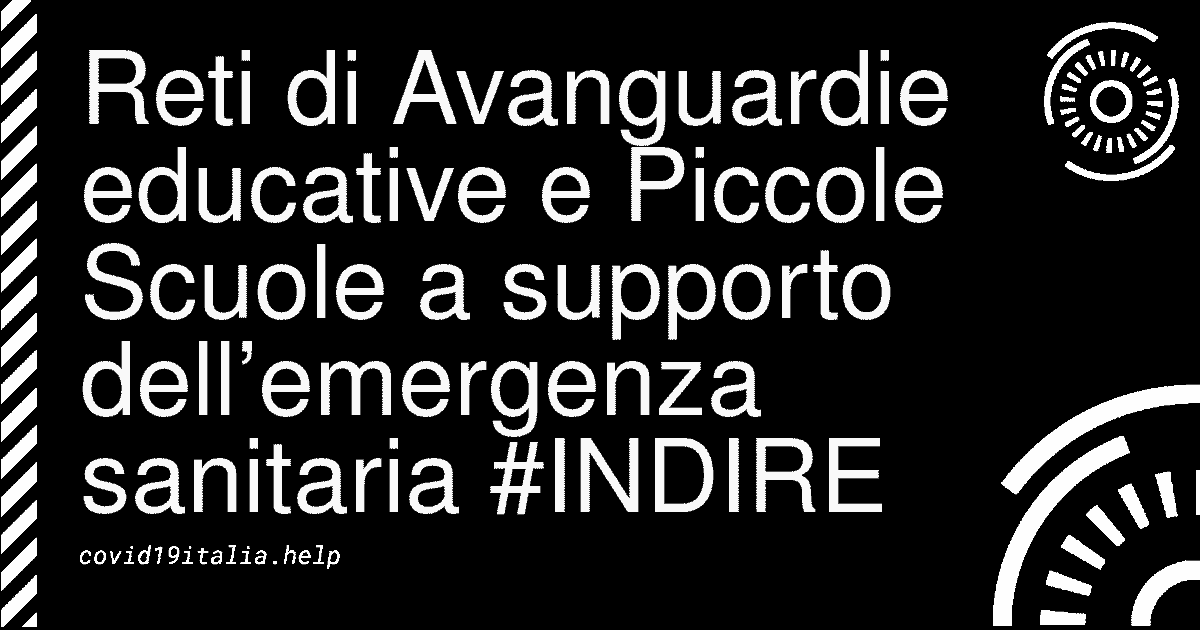 Reti di Avanguardie
educative e Piccole
Scuole a supporto
dell’emergenza
sanitaria #INDIRE
covid19italia.help